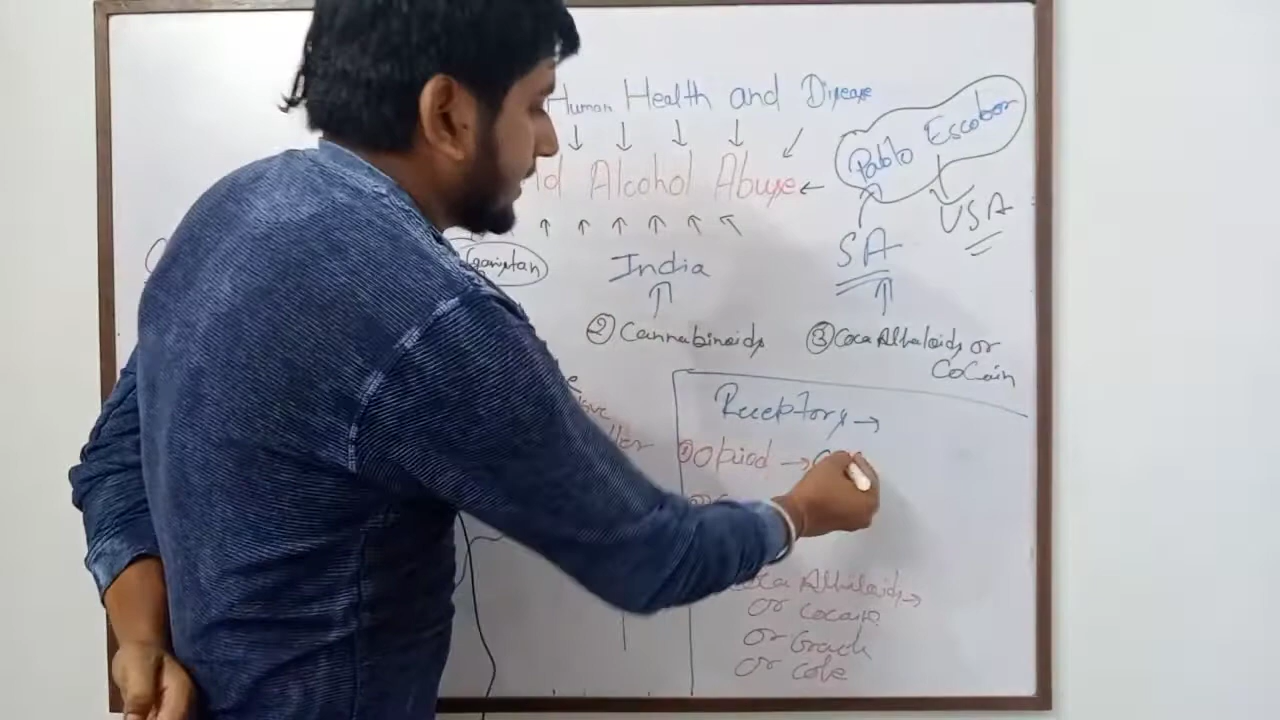 Human Health and Disease
Alcohol Abuse ←
Pablo Escobar
USA
India
SA
② Cannabinoids
③ Coca Alkaloids or
CoCain
Receptors →
① Opiod →
Coca Alkaloids →
or Cocain
or Crack
or Coke